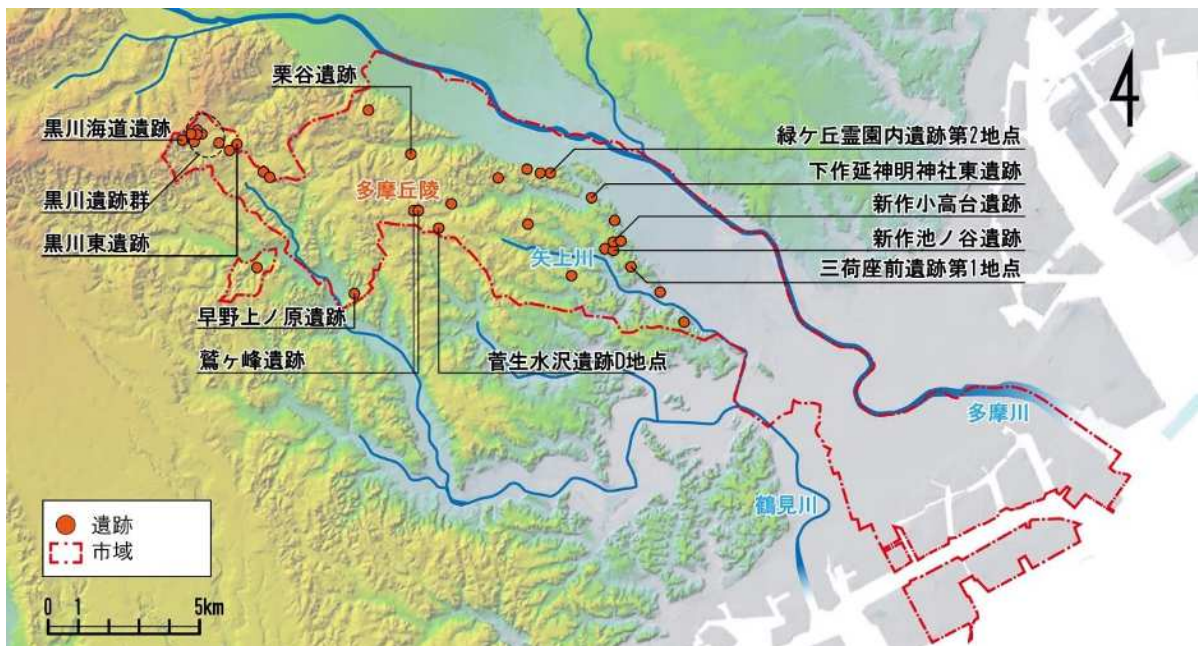 栗谷遺跡
黒川海道遺跡
緑ケ丘霊園内遺跡第2地点
下作延神明神社東遺跡
黒川遺跡群
多摩丘陵
新作小高台遺跡
黒川東遺跡
新作池ノ谷遺跡
矢上川
三荷座前遺跡第1地点
早野上ノ原遺跡
鷲ヶ峰遺跡
菅生水沢遺跡D地点
多摩川
鶴見川
遺跡
市域
0 1 5km